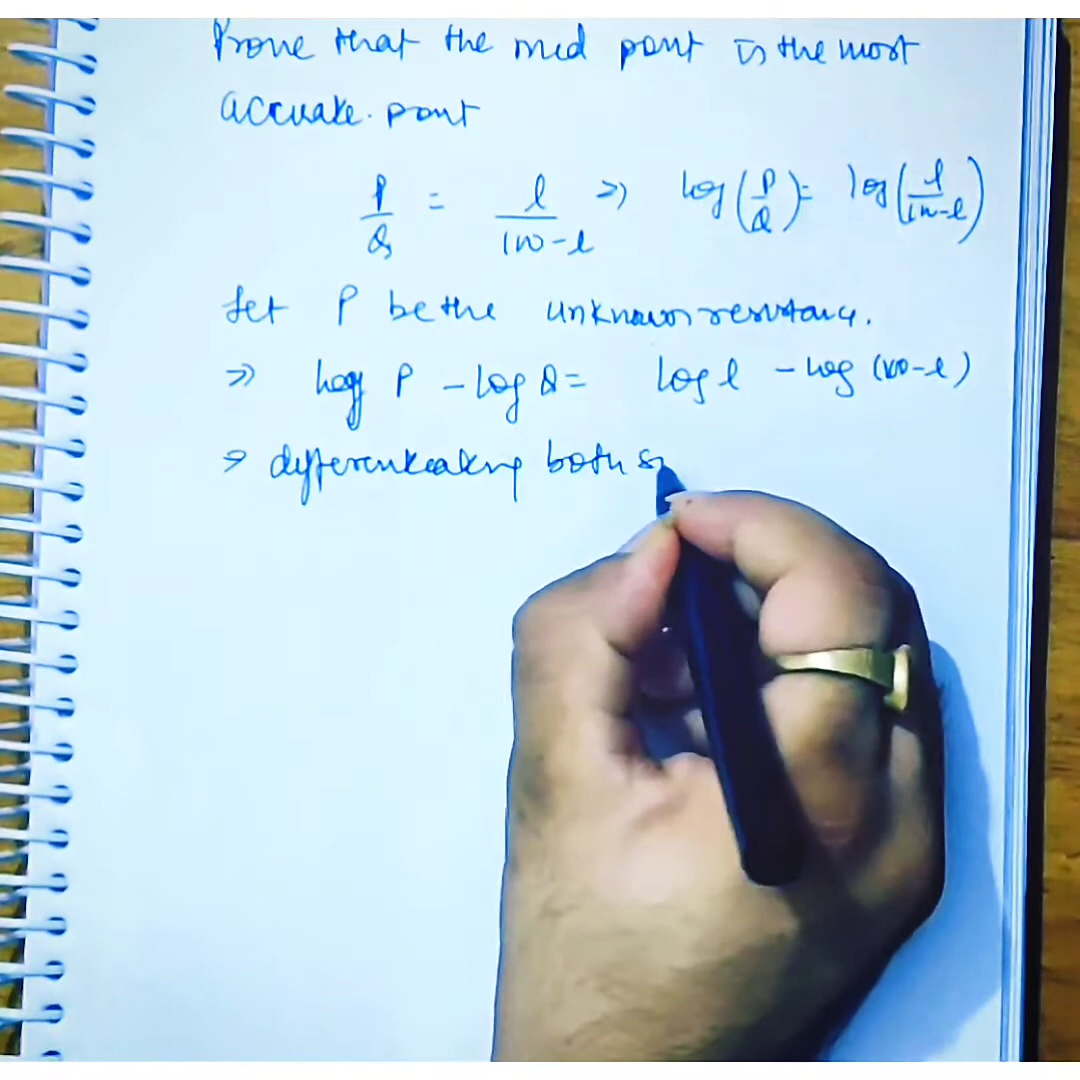 Prove that the mid point is the most
accurate point
P/Q = l/(100-l) ⇒ log(P/Q) = log(l/(100-l))
Let P be the unknown resistance.
⇒ log P - log Q = log l - log (100-l)
⇒ differentiating both s